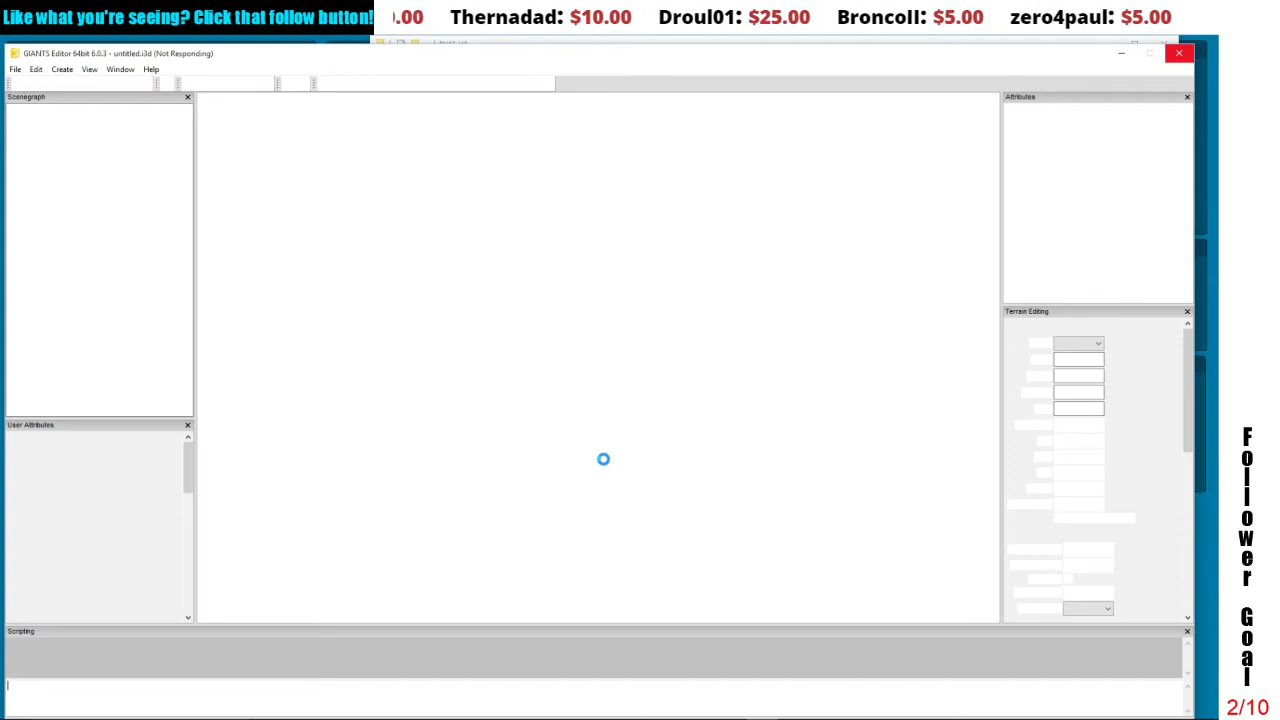 Like what you're seeing? Click that follow button!
0.00 Thernadad: $10.00 Droul01: $25.00 Broncoll: $5.00 zero4paul: $5.00
GIANTS Editor 64bit 6.0.3 - untitled.i3d (Not Responding)
File Edit Create View Window Help
Scenegraph
Attributes
Terrain Editing
User Attributes
Scripting
Follower Goal
2/10